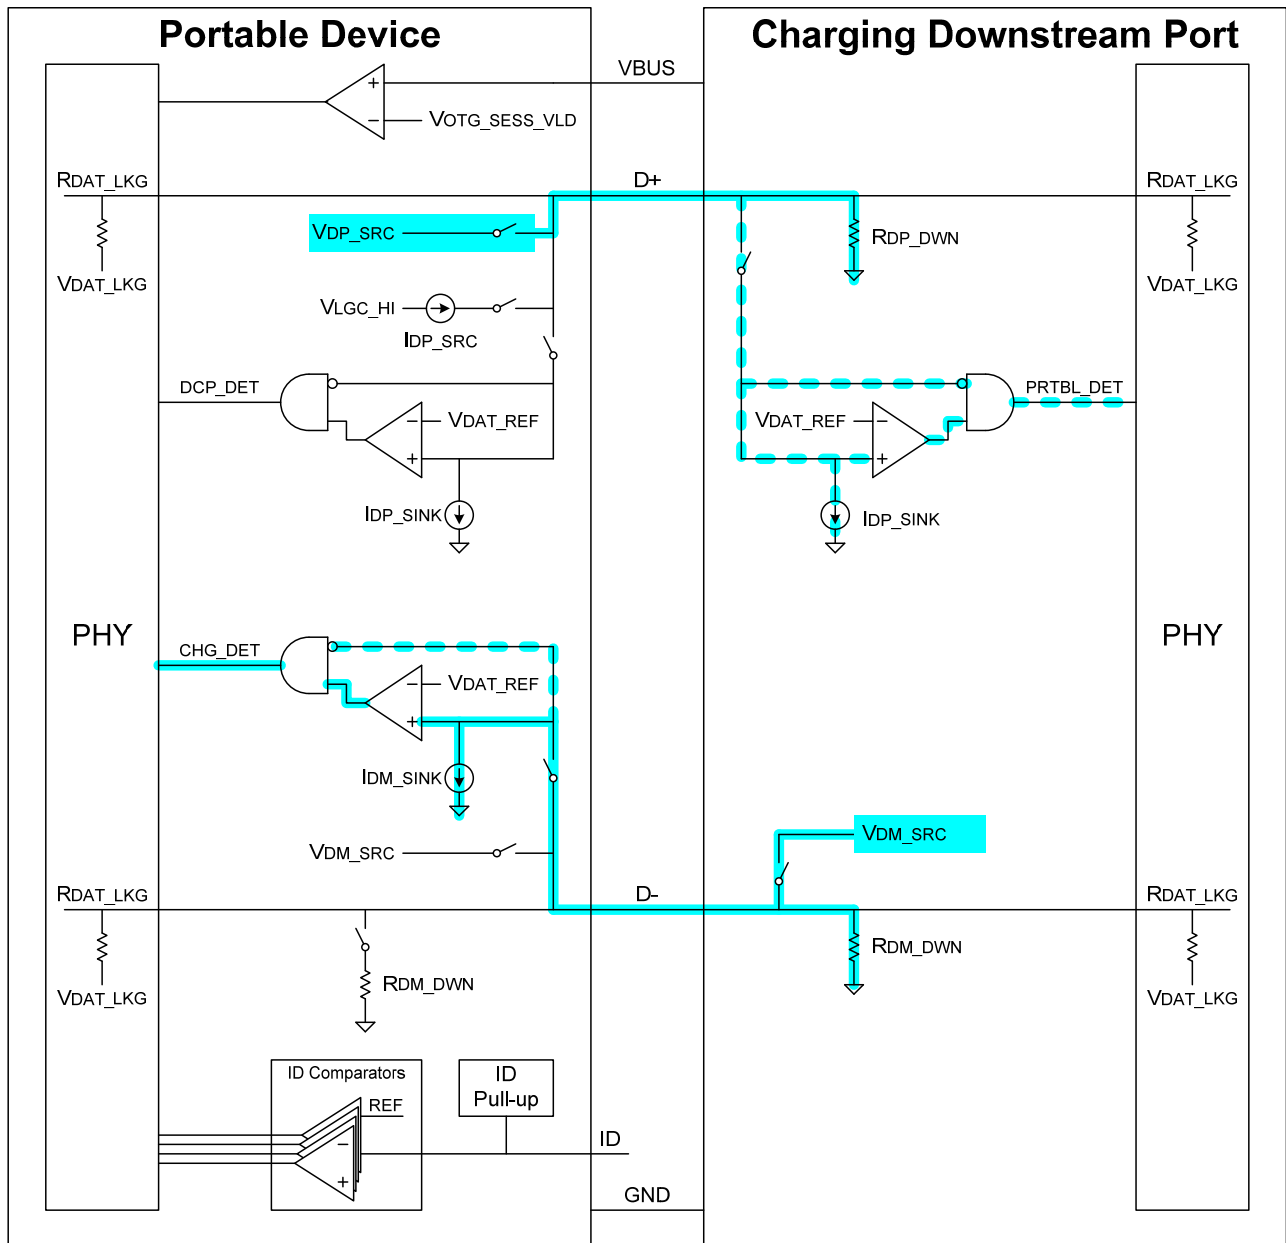 Portable Device
Charging Downstream Port
VBUS
VOTG_SESS_VLD
RDAT_LKG
D+
RDAT_LKG
VDP_SRC
RDP_DWN
VDAT_LKG
VDAT_LKG
VLGC_HI
IDP_SRC
DCP_DET
PRTBL_DET
VDAT_REF
VDAT_REF
IDP_SINK
IDP_SINK
PHY
PHY
CHG_DET
VDAT_REF
IDM_SINK
VDM_SRC
VDM_SRC
RDAT_LKG
D-
RDAT_LKG
RDM_DWN
RDM_DWN
VDAT_LKG
VDAT_LKG
ID Comparators
ID
Pull-up
REF
ID
GND